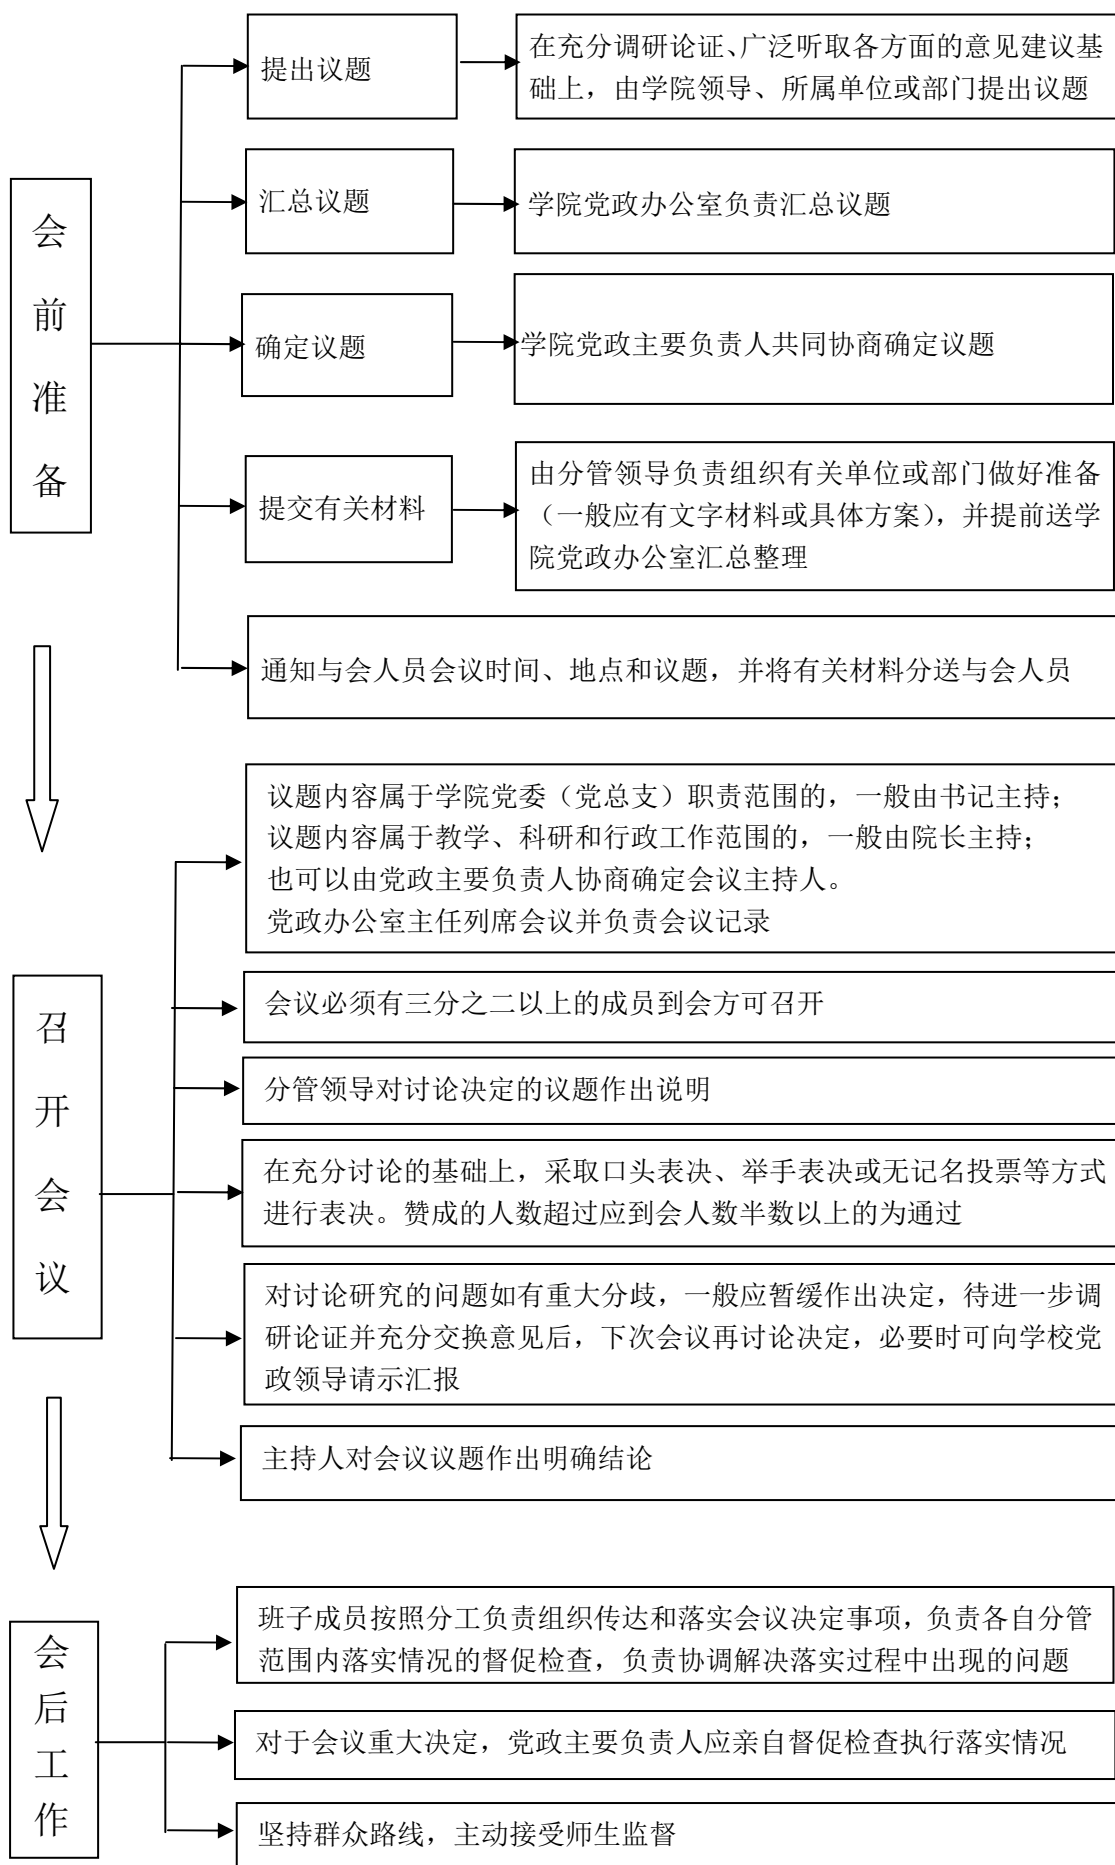 提出议题
在充分调研论证、广泛听取各方面的意见建议基
础上，由学院领导、所属单位或部门提出议题
会前准备
汇总议题
学院党政办公室负责汇总议题
确定议题
学院党政主要负责人共同协商确定议题
提交有关材料
由分管领导负责组织有关单位或部门做好准备
（一般应有文字材料或具体方案），并提前送学
院党政办公室汇总整理
通知与会人员会议时间、地点和议题，并将有关材料分送与会人员
议题内容属于学院党委（党总支）职责范围的，一般由书记主持；
议题内容属于教学、科研和行政工作范围的，一般由院长主持；
也可以由党政主要负责人协商确定会议主持人。
党政办公室主任列席会议并负责会议记录
召开会议
会议必须有三分之二以上的成员到会方可召开
分管领导对讨论决定的议题作出说明
在充分讨论的基础上，采取口头表决、举手表决或无记名投票等方式
进行表决。赞成的人数超过应到会人数半数以上的为通过
对讨论研究的问题如有重大分歧，一般应暂缓作出决定，待进一步调
研论证并充分交换意见后，下次会议再讨论决定，必要时可向学校党
政领导请示汇报
主持人对会议议题作出明确结论
会后工作
班子成员按照分工负责组织传达和落实会议决定事项，负责各自分管
范围内落实情况的督促检查，负责协调解决落实过程中出现的问题
对于会议重大决定，党政主要负责人应亲自督促检查执行落实情况
坚持群众路线，主动接受师生监督